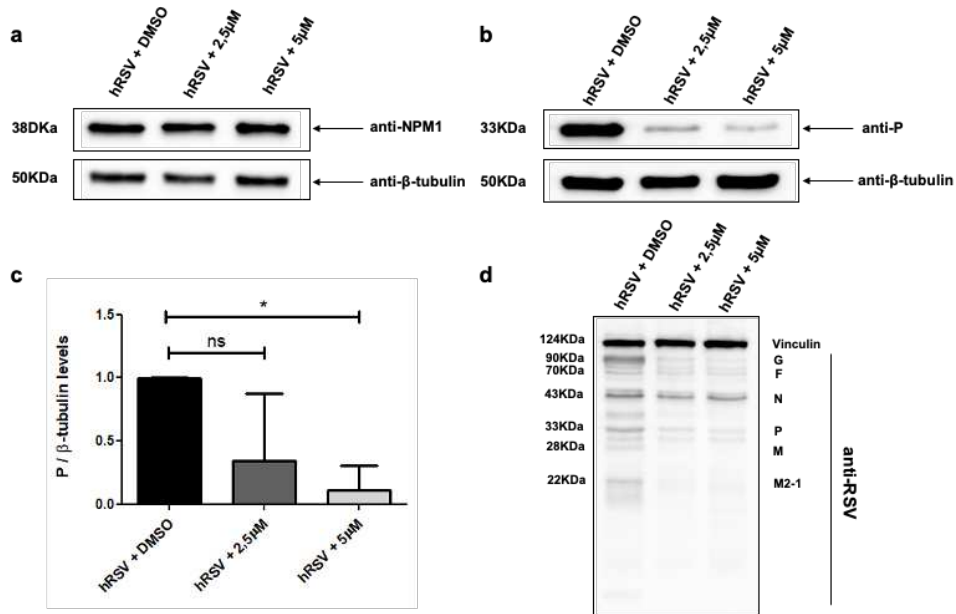 a
hRSV + DMSO
hRSV + 2,5µM
hRSV + 5µM
38DKa
anti-NPM1
50KDa
anti-β-tubulin
b
hRSV + DMSO
hRSV + 2,5µM
hRSV + 5µM
33KDa
anti-P
50KDa
anti-β-tubulin
c
P / β-tubulin levels
1.5
1.0
0.5
0.0
*
ns
hRSV + DMSO
hRSV + 2,5µM
hRSV + 5µM
d
hRSV + DMSO
hRSV + 2,5µM
hRSV + 5µM
124KDa
Vinculin
90KDa
G
70KDa
F
43KDa
N
33KDa
P
28KDa
M
22KDa
M2-1
anti-RSV